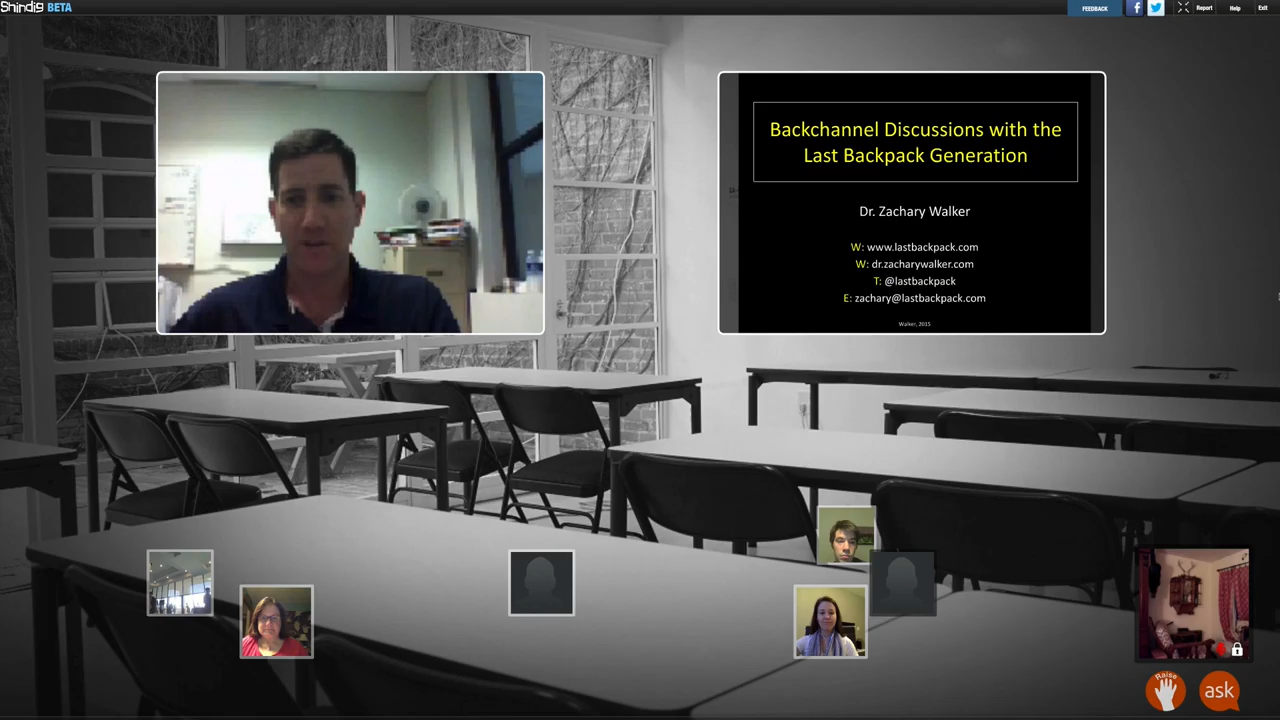 Shindig BETA
FEEDBACK
Report
Help
Exit
Backchannel Discussions with the
Last Backpack Generation
Dr. Zachary Walker
W: www.lastbackpack.com
W: dr.zacharywalker.com
T: @lastbackpack
E: zachary@lastbackpack.com
Walker, 2015
Raise
ask